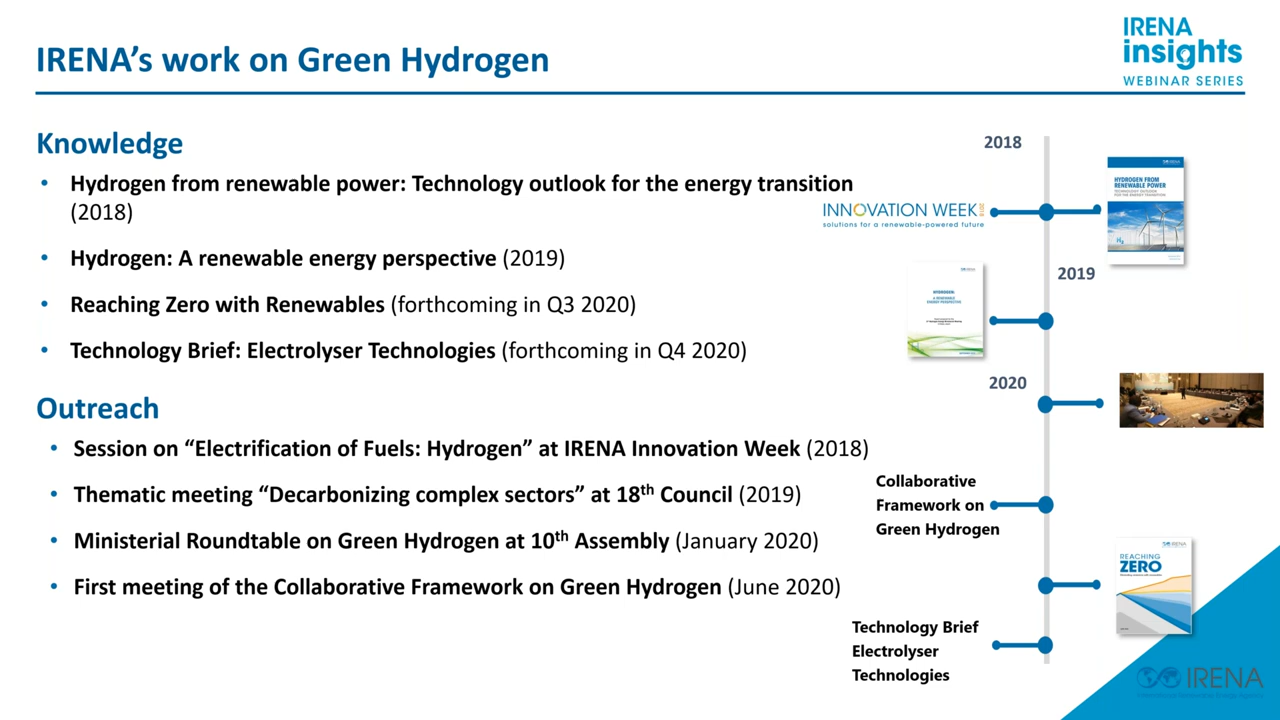 IRENA's work on Green Hydrogen
IRENA
insights
WEBINAR SERIES
Knowledge
• Hydrogen from renewable power: Technology outlook for the energy transition
(2018)
• Hydrogen: A renewable energy perspective (2019)
• Reaching Zero with Renewables (forthcoming in Q3 2020)
• Technology Brief: Electrolyser Technologies (forthcoming in Q4 2020)
Outreach
• Session on “Electrification of Fuels: Hydrogen” at IRENA Innovation Week (2018)
• Thematic meeting “Decarbonizing complex sectors” at 18th Council (2019)
• Ministerial Roundtable on Green Hydrogen at 10th Assembly (January 2020)
• First meeting of the Collaborative Framework on Green Hydrogen (June 2020)
2018
INNOVATION WEEK 2018
solutions for a renewable-powered future
IRENA
HYDROGEN FROM
RENEWABLE POWER
TECHNOLOGY OUTLOOK
FOR THE ENERGY TRANSITION
H2
2019
HYDROGEN:
A RENEWABLE
ENERGY PERSPECTIVE
2020
Collaborative
Framework on
Green Hydrogen
IRENA
REACHING
ZERO
Technology Brief
Electrolyser
Technologies
IRENA